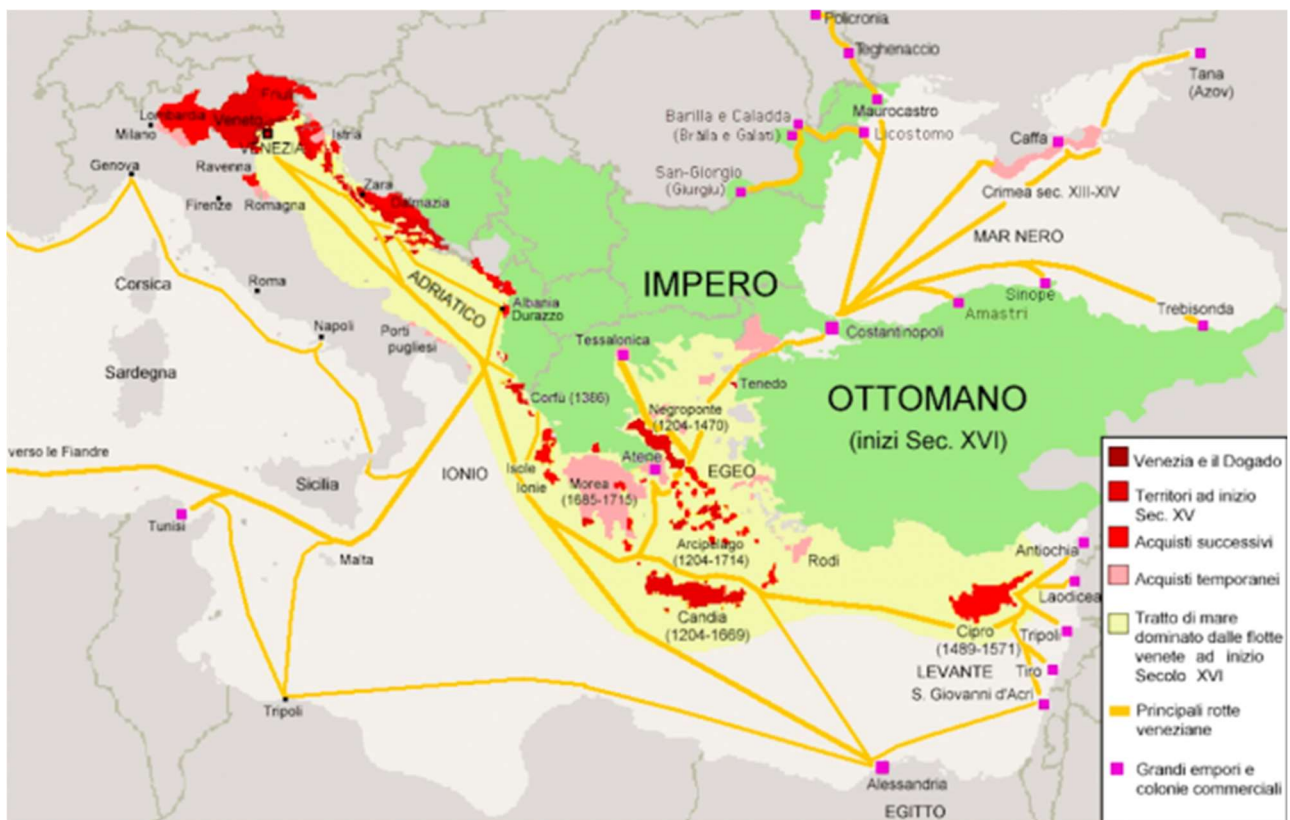 Policronia
Teghenaccio
Tana
(Azov)
Maurocastro
Licostomo
Barilla e Caladda
(Braila e Galati)
San-Giorgio
(Giurgiu)
Caffa
Crimea sec. XIII-XIV
MAR NERO
Sinope
Amastri
Trebisonda
Costantinopoli
Friuli
Lombardia
Veneto
Milano
VENEZIA
Istria
Genova
Ravenna
Zara
Firenze
Romagna
Dalmazia
Corsica
Roma
ADRIATICO
Albania
Durazzo
Napoli
Porti
pugliesi
Sardegna
IMPERO
Tessalonica
Tenedo
OTTOMANO
(inizi Sec. XVI)
Corfù (1386)
Negroponte
(1204-1470)
Atene
EGEO
verso le Fiandre
IONIO
Isole
Ionie
Morea
(1685-1715)
Sicilia
Tunisi
Malta
Arcipelago
(1204-1714)
Rodi
Candia
(1204-1669)
Antiochia
Laodicea
Cipro
(1489-1571)
Tripoli
LEVANTE
Tiro
S. Giovanni d'Acri
Tripoli
Alessandria
EGITTO
Venezia e il Dogado
Territori ad inizio
Sec. XV
Acquisti successivi
Acquisti temporanei
Tratto di mare
dominato dalle flotte
venete ad inizio
Secolo XVI
Principali rotte
veneziane
Grandi empori e
colonie commerciali